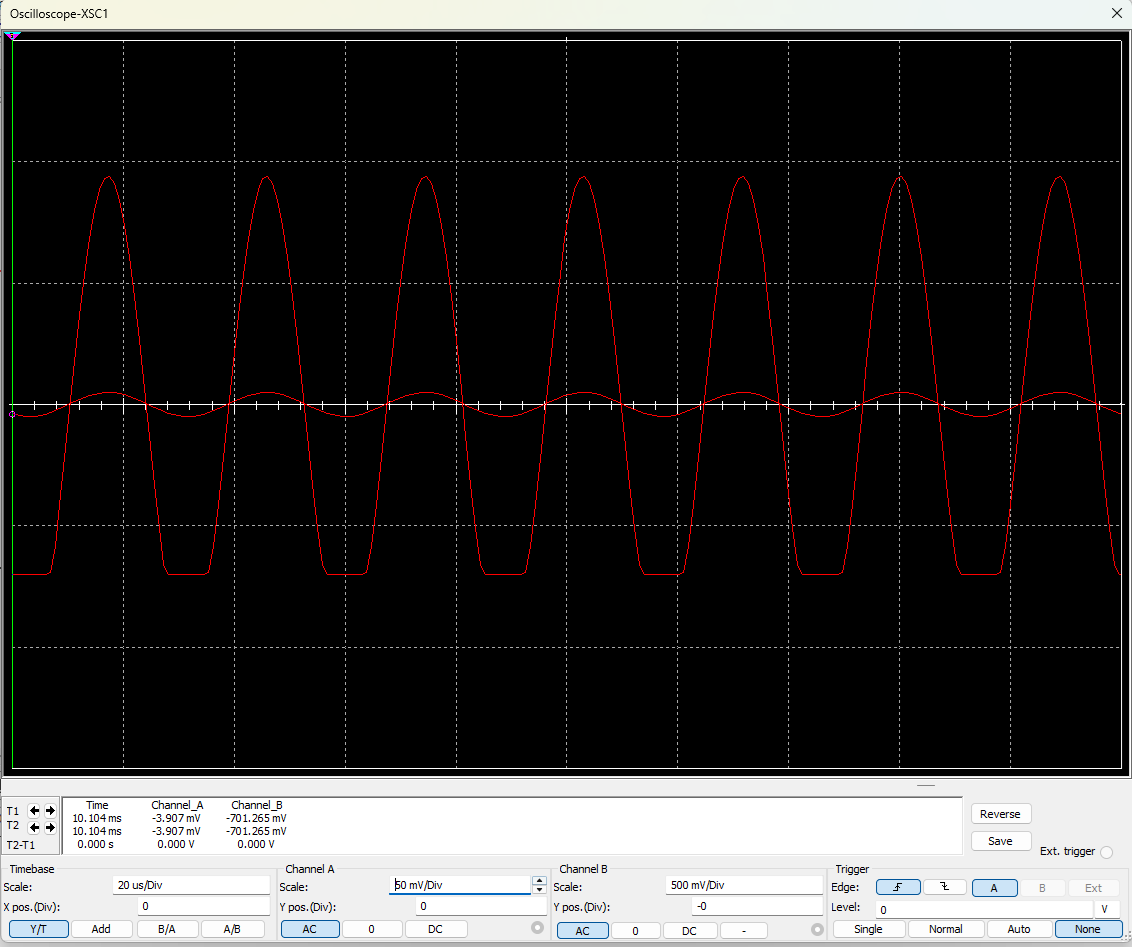 Oscilloscope-XSC1
T1
T2
T2-T1
Time Channel_A Channel_B
10.104 ms -3.907 mV -701.265 mV
10.104 ms -3.907 mV -701.265 mV
0.000 s 0.000 V 0.000 V
Reverse
Save
Ext. trigger
Timebase
Scale: 20 us/Div
X pos.(Div): 0
Y/T Add B/A A/B
Channel A
Scale: 50 mV/Div
Y pos.(Div): 0
AC 0 DC
Channel B
Scale: 500 mV/Div
Y pos.(Div): -0
AC 0 DC -
Trigger
Edge: A B Ext
Level: 0 V
Single Normal Auto None